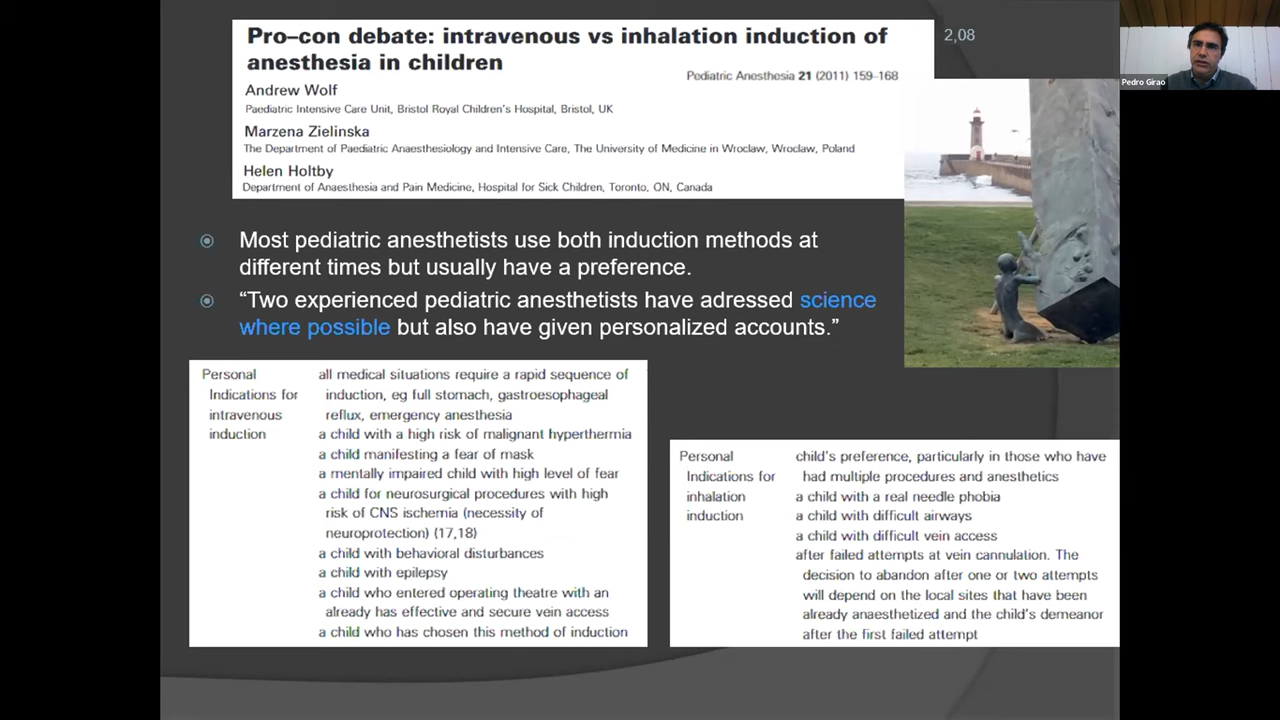 Pro–con debate: intravenous vs inhalation induction of
anesthesia in children
Pediatric Anesthesia 21 (2011) 159–168
Andrew Wolf
Paediatric Intensive Care Unit, Bristol Royal Children's Hospital, Bristol, UK
Marzena Zielinska
The Department of Paediatric Anaesthesiology and Intensive Care, The University of Medicine in Wroclaw, Wroclaw, Poland
Helen Holtby
Department of Anaesthesia and Pain Medicine, Hospital for Sick Children, Toronto, ON, Canada
2,08
Pedro Girao
Most pediatric anesthetists use both induction methods at
different times but usually have a preference.
“Two experienced pediatric anesthetists have adressed science
where possible but also have given personalized accounts.”
Personal
Indications for
intravenous
induction
all medical situations require a rapid sequence of
induction, eg full stomach, gastroesophageal
reflux, emergency anesthesia
a child with a high risk of malignant hyperthermia
a child manifesting a fear of mask
a mentally impaired child with high level of fear
a child for neurosurgical procedures with high
risk of CNS ischemia (necessity of
neuroprotection) (17,18)
a child with behavioral disturbances
a child with epilepsy
a child who entered operating theatre with an
already has effective and secure vein access
a child who has chosen this method of induction
Personal
Indications for
inhalation
induction
child's preference, particularly in those who have
had multiple procedures and anesthetics
a child with a real needle phobia
a child with difficult airways
a child with difficult vein access
after failed attempts at vein cannulation. The
decision to abandon after one or two attempts
will depend on the local sites that have been
already anaesthetized and the child's demeanor
after the first failed attempt